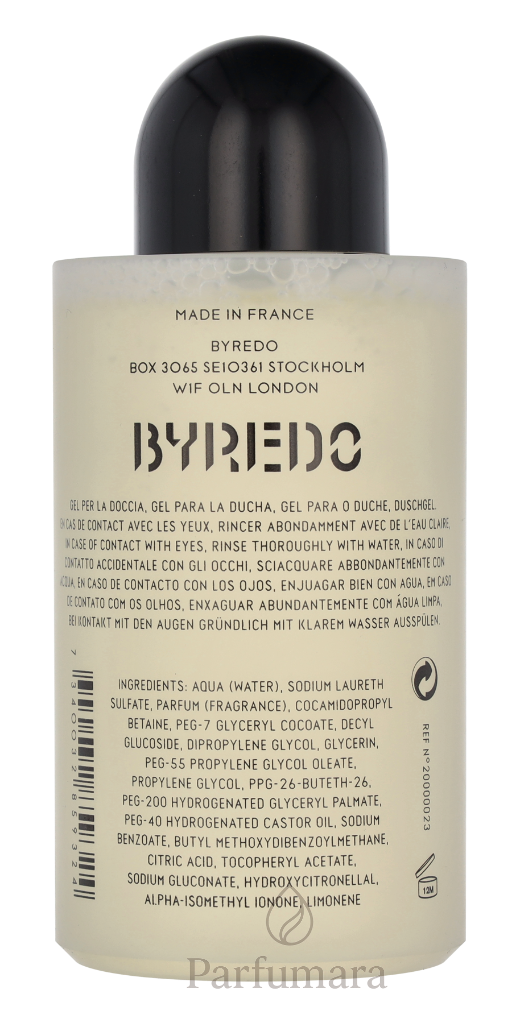 MADE IN FRANCE
BYREDO
BOX 3065 SE10361 STOCKHOLM
W1F OLN LONDON
BYREDO
GEL PER LA DOCCIA, GEL PARA LA DUCHA, GEL PARA O DUCHE, DUSCHGEL.
EN CAS DE CONTACT AVEC LES YEUX, RINCER ABONDAMMENT AVEC DE L'EAU CLAIRE,
IN CASE OF CONTACT WITH EYES, RINSE THOROUGHLY WITH WATER, IN CASO DI
CONTATTO ACCIDENTALE CON GLI OCCHI, SCIACQUARE ABBONDANTEMENTE CON
ACQUA, EN CASO DE CONTACTO CON LOS OJOS, ENJUAGAR BIEN CON AGUA, EM CASO
DE CONTATO COM OS OLHOS, ENXAGUAR ABUNDANTEMENTE COM ÁGUA LIMPA,
BEI KONTAKT MIT DEN AUGEN GRÜNDLICH MIT KLAREM WASSER AUSSPÜLEN.
INGREDIENTS: AQUA (WATER), SODIUM LAURETH
SULFATE, PARFUM (FRAGRANCE), COCAMIDOPROPYL
BETAINE, PEG-7 GLYCERYL COCOATE, DECYL
GLUCOSIDE, DIPROPYLENE GLYCOL, GLYCERIN,
PEG-55 PROPYLENE GLYCOL OLEATE,
PROPYLENE GLYCOL, PPG-26-BUTETH-26,
PEG-200 HYDROGENATED GLYCERYL PALMATE,
PEG-40 HYDROGENATED CASTOR OIL, SODIUM
BENZOATE, BUTYL METHOXYDIBENZOYLMETHANE,
CITRIC ACID, TOCOPHERYL ACETATE,
SODIUM GLUCONATE, HYDROXYCITRONELLAL,
ALPHA-ISOMETHYL IONONE, LIMONENE
7 340032 859324
REF N°20000023
12M
Parfumara